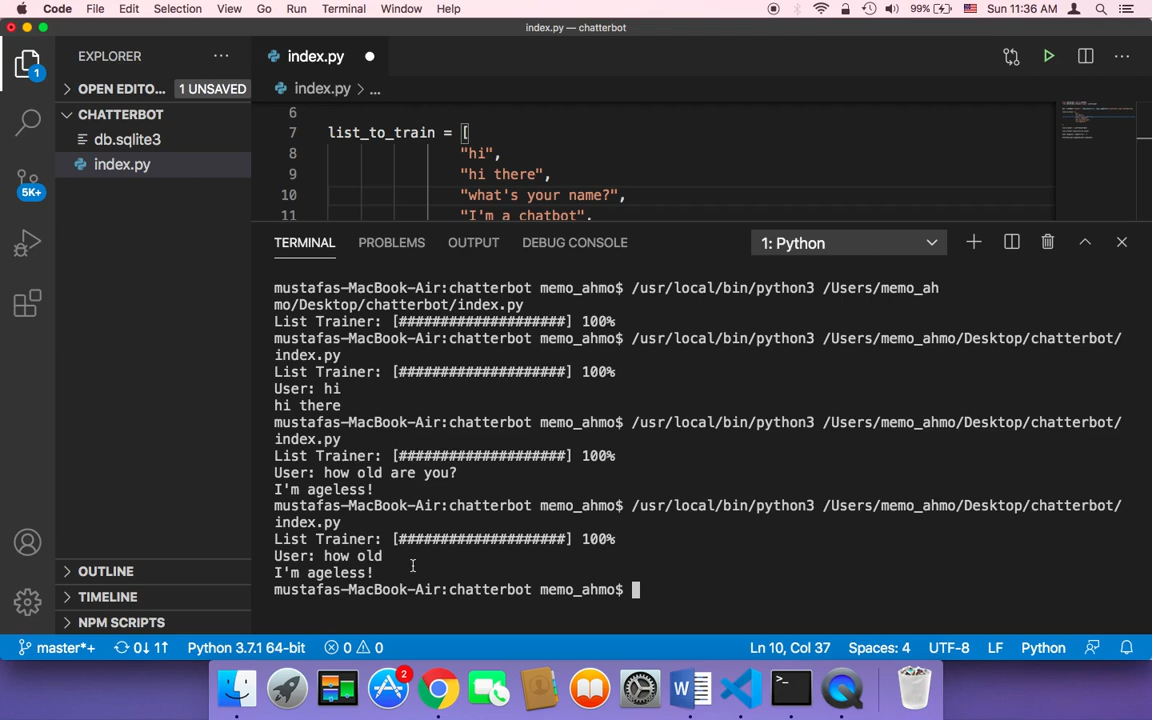 Code File Edit Selection View Go Run Terminal Window Help 99% Sun 11:36 AM
index.py — chatterbot
EXPLORER
index.py
1
OPEN EDITO... 1 UNSAVED
index.py > ...
CHATTERBOT
db.sqlite3
index.py
5K+
6
7 list_to_train = [
8 "hi",
9 "hi there",
10 "what's your name?",
11 "I'm a chatbot",
TERMINAL PROBLEMS OUTPUT DEBUG CONSOLE 1: Python
mustafas-MacBook-Air:chatterbot memo_ahmo$ /usr/local/bin/python3 /Users/memo_ah
mo/Desktop/chatterbot/index.py
List Trainer: [####################] 100%
mustafas-MacBook-Air:chatterbot memo_ahmo$ /usr/local/bin/python3 /Users/memo_ahmo/Desktop/chatterbot/
index.py
List Trainer: [####################] 100%
User: hi
hi there
mustafas-MacBook-Air:chatterbot memo_ahmo$ /usr/local/bin/python3 /Users/memo_ahmo/Desktop/chatterbot/
index.py
List Trainer: [####################] 100%
User: how old are you?
I'm ageless!
mustafas-MacBook-Air:chatterbot memo_ahmo$ /usr/local/bin/python3 /Users/memo_ahmo/Desktop/chatterbot/
index.py
List Trainer: [####################] 100%
User: how old
I'm ageless!
mustafas-MacBook-Air:chatterbot memo_ahmo$
OUTLINE
TIMELINE
NPM SCRIPTS
master*+ 0↓ 1↑ Python 3.7.1 64-bit 0 0 Ln 10, Col 37 Spaces: 4 UTF-8 LF Python
2
W
>_